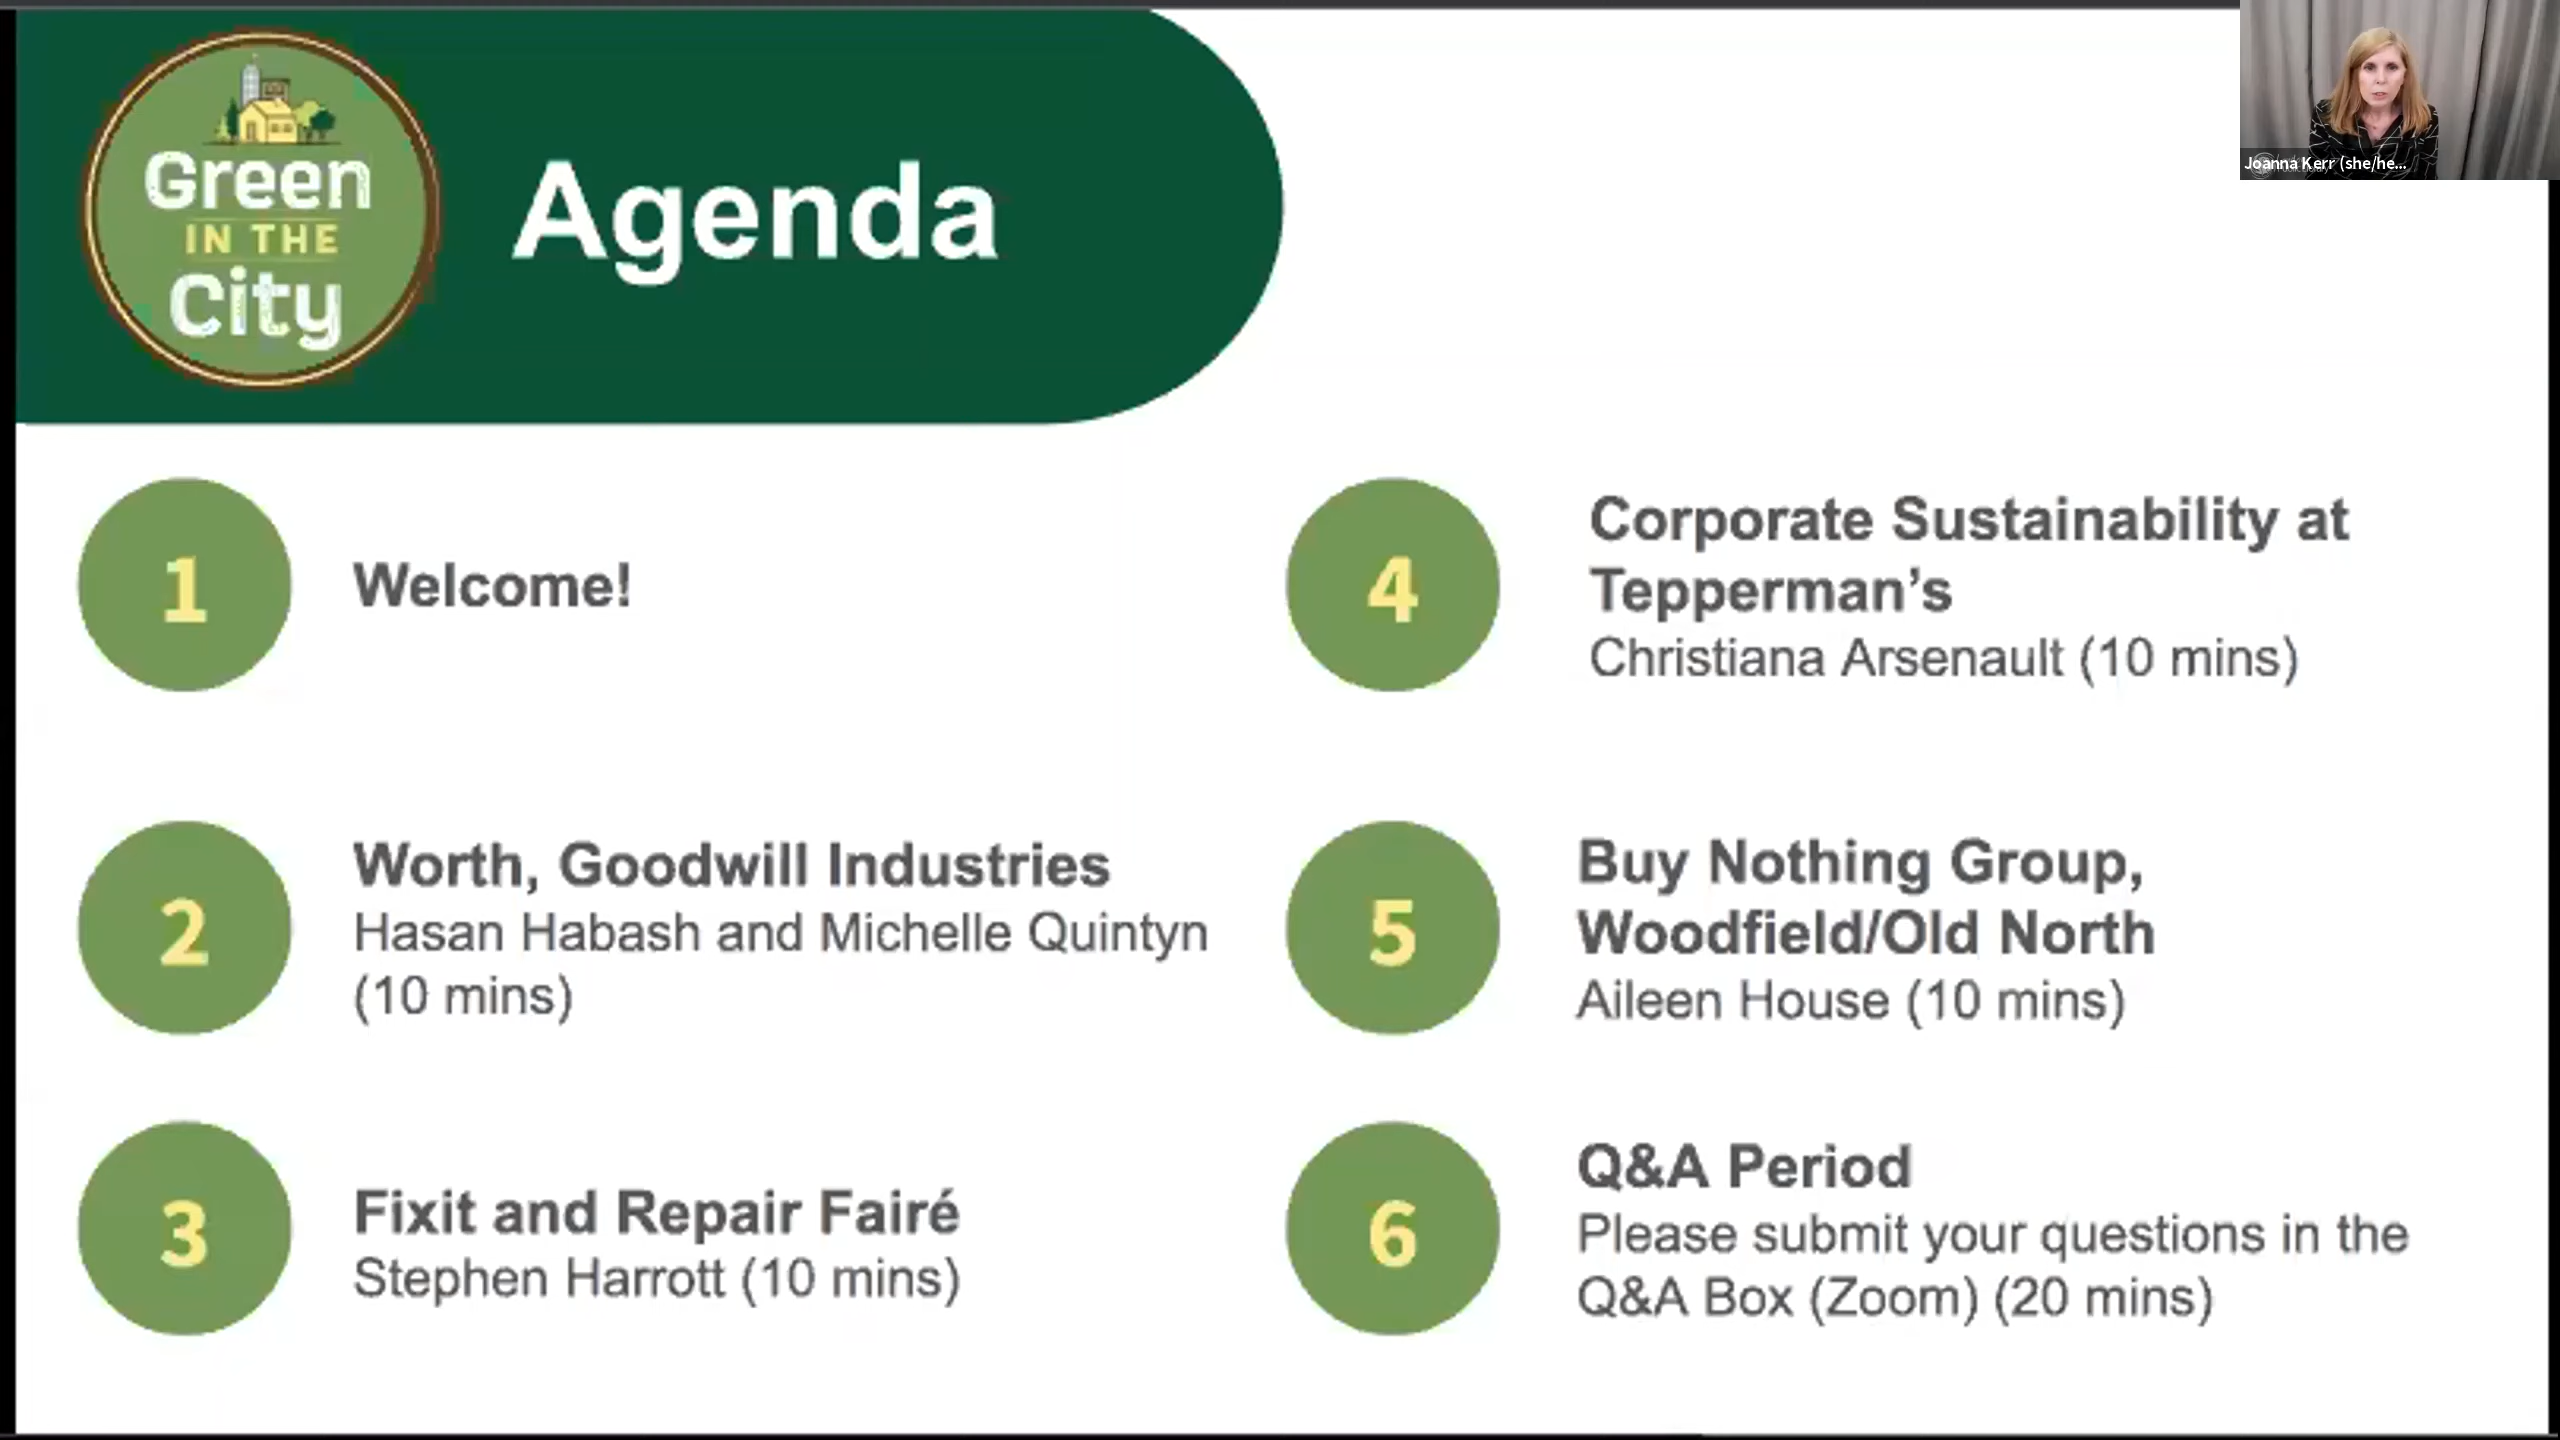 Green
IN THE
City
Agenda
Joanna Kerr (she/he...
1
Welcome!
2
Worth, Goodwill Industries
Hasan Habash and Michelle Quintyn
(10 mins)
3
Fixit and Repair Fairé
Stephen Harrott (10 mins)
4
Corporate Sustainability at
Tepperman’s
Christiana Arsenault (10 mins)
5
Buy Nothing Group,
Woodfield/Old North
Aileen House (10 mins)
6
Q&A Period
Please submit your questions in the
Q&A Box (Zoom) (20 mins)